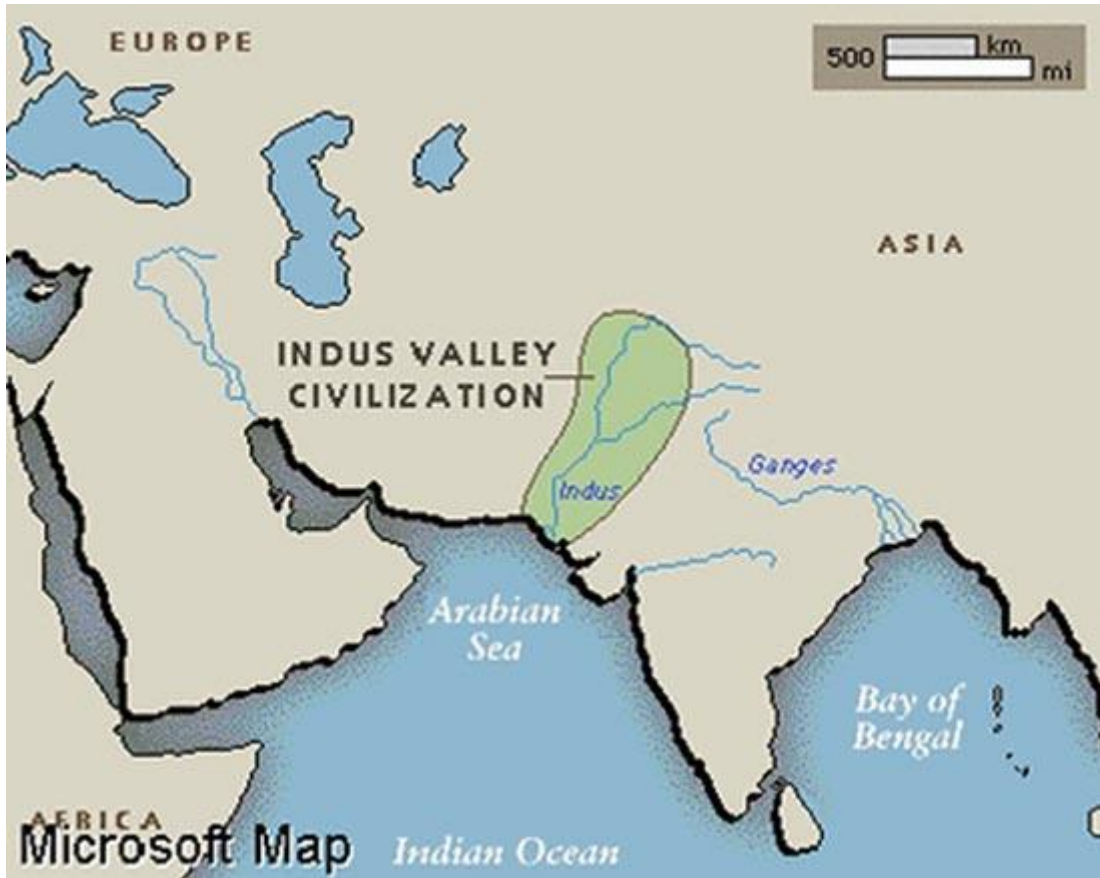 EUROPE
500 km
mi
ASIA
INDUS VALLEY
CIVILIZATION
Ganges
Indus
Arabian
Sea
Bay of
Bengal
AFRICA
Microsoft Map
Indian Ocean